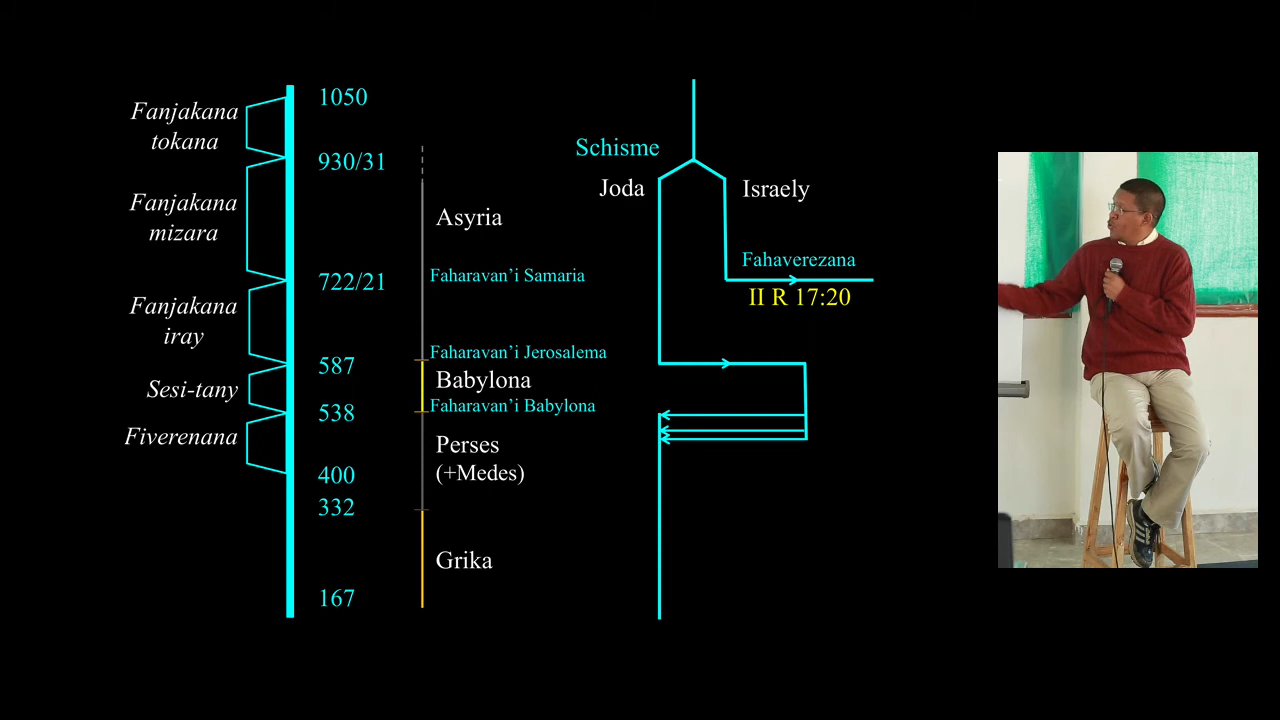 Fanjakana
tokana
Fanjakana
mizara
Fanjakana
iray
Sesi-tany
Fiverenana
1050
930/31
722/21
587
538
400
332
167
Asyria
Faharavan'i Samaria
Faharavan'i Jerosalema
Babylona
Faharavan'i Babylona
Perses
(+Medes)
Grika
Schisme
Joda
Israely
Fahaverezana
II R 17:20